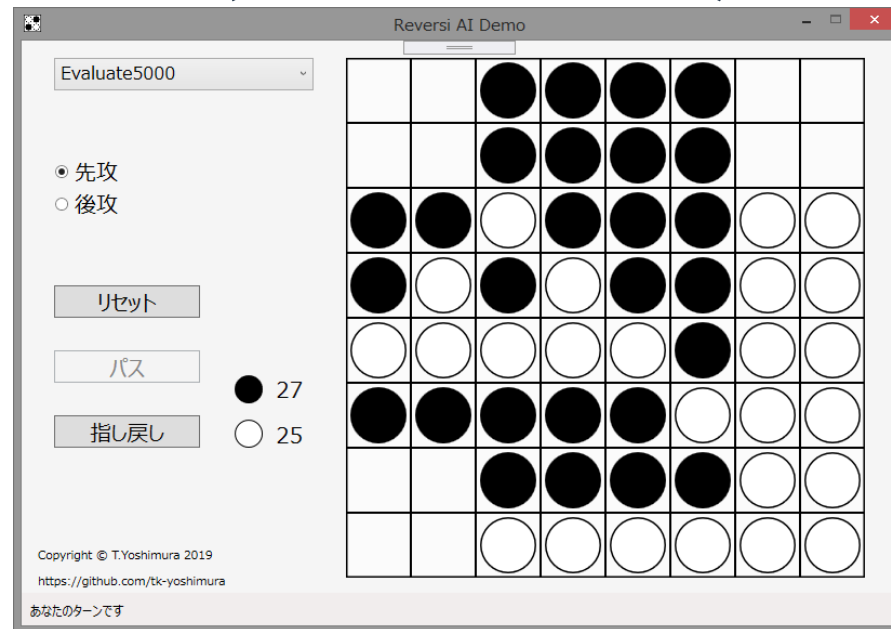 Reversi AI Demo
Evaluate5000
先攻
後攻
リセット
パス
27
指し戻し
25
Copyright © T.Yoshimura 2019
https://github.com/tk-yoshimura
あなたのターンです